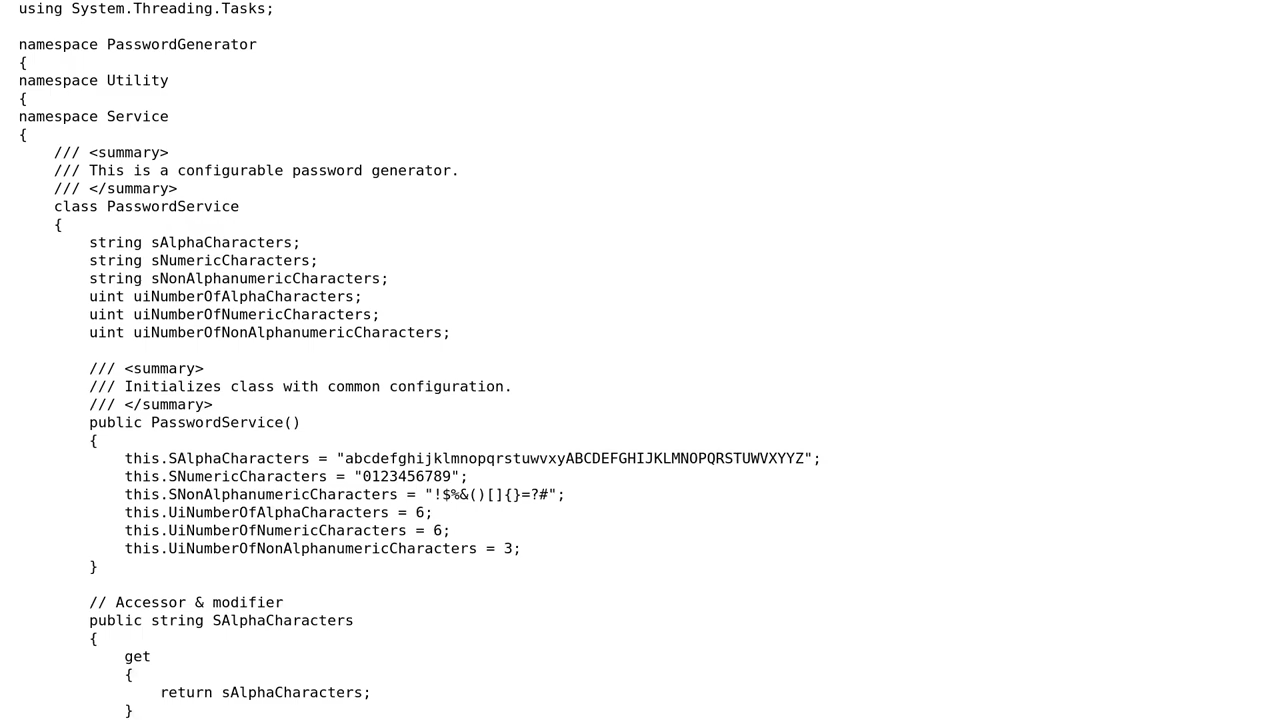 using System.Threading.Tasks;

namespace PasswordGenerator
{
namespace Utility
{
namespace Service
{
    /// <summary>
    /// This is a configurable password generator.
    /// </summary>
    class PasswordService
    {
        string sAlphaCharacters;
        string sNumericCharacters;
        string sNonAlphanumericCharacters;
        uint uiNumberOfAlphaCharacters;
        uint uiNumberOfNumericCharacters;
        uint uiNumberOfNonAlphanumericCharacters;

        /// <summary>
        /// Initializes class with common configuration.
        /// </summary>
        public PasswordService()
        {
            this.SAlphaCharacters = "abcdefghijklmnopqrstuwvxyABCDEFGHIJKLMNOPQRSTUWVXYYZ";
            this.SNumericCharacters = "0123456789";
            this.SNonAlphanumericCharacters = "!$%&()[]{}=?#";
            this.UiNumberOfAlphaCharacters = 6;
            this.UiNumberOfNumericCharacters = 6;
            this.UiNumberOfNonAlphanumericCharacters = 3;
        }

        // Accessor & modifier
        public string SAlphaCharacters
        {
            get
            {
                return sAlphaCharacters;
            }